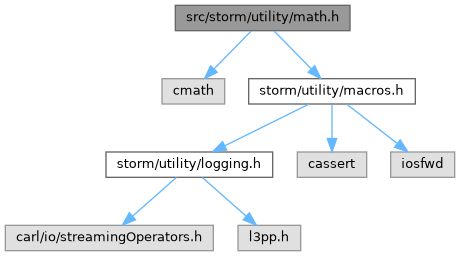 src/storm/utility/math.h
cmath
storm/utility/macros.h
storm/utility/logging.h
cassert
iosfwd
carl/io/streamingOperators.h
l3pp.h